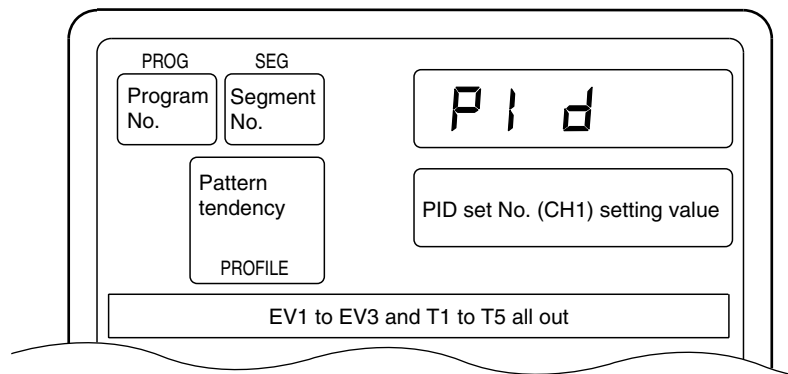 PROG SEG
Program No.
Segment No.
PId
Pattern tendency
PROFILE
PID set No. (CH1) setting value
EV1 to EV3 and T1 to T5 all out